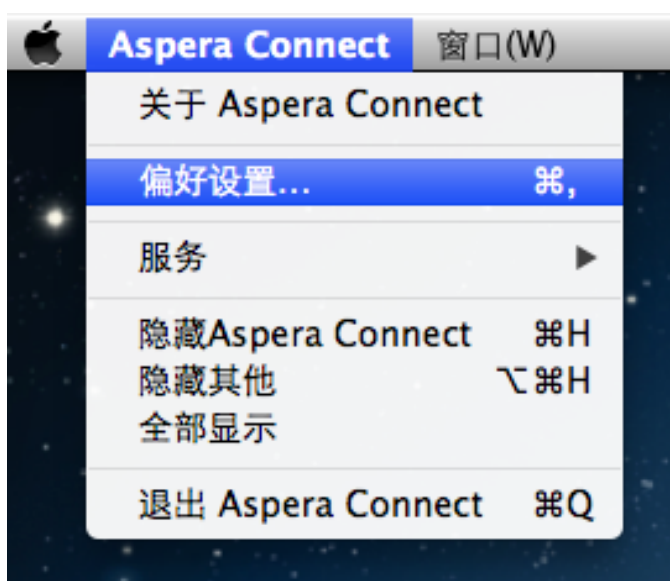 Aspera Connect 窗口(W)
关于 Aspera Connect
偏好设置... ⌘,
服务 ▶
隐藏Aspera Connect ⌘H
隐藏其他 ⌥⌘H
全部显示
退出 Aspera Connect ⌘Q